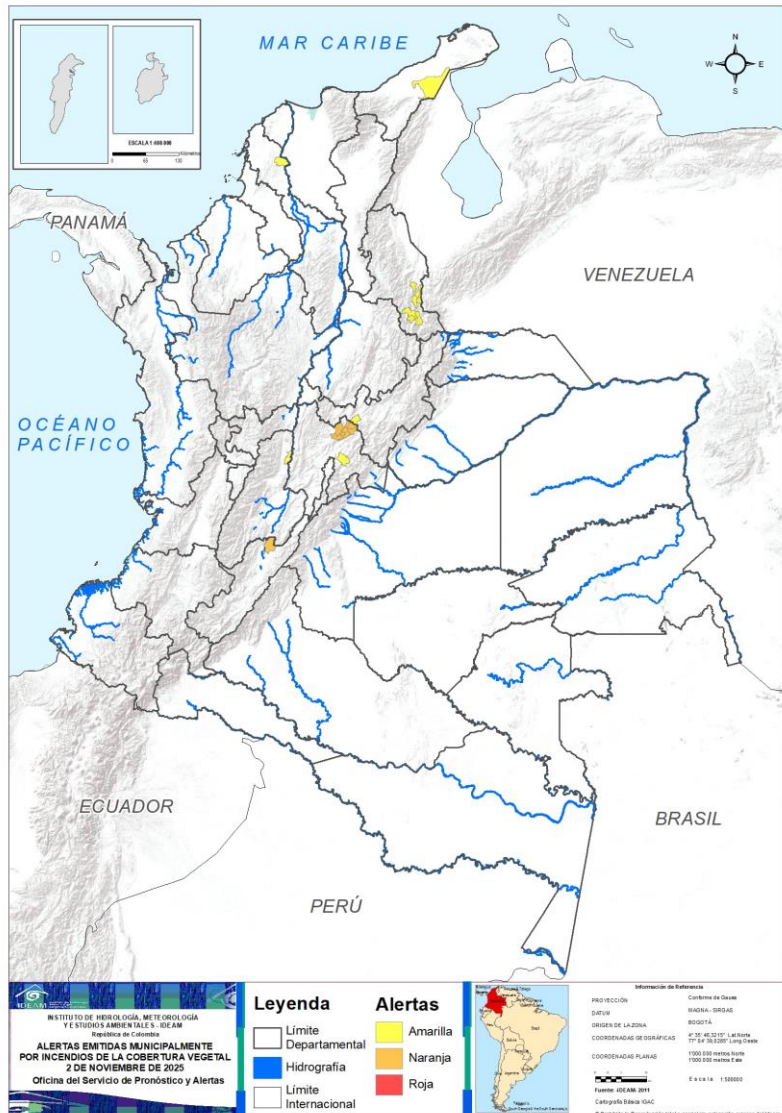 MAR CARIBE
N
W
E
S
ESCALA 1:400.000
PANAMÁ
VENEZUELA
OCÉANO
PACÍFICO
ECUADOR
BRASIL
PERÚ
IDEAM
INSTITUTO DE HIDROLOGÍA, METEOROLOGÍA
Y ESTUDIOS AMBIENTALES - IDEAM
República de Colombia
ALERTAS EMITIDAS MUNICIPALMENTE
POR INCENDIOS DE LA COBERTURA VEGETAL
2 DE NOVIEMBRE DE 2025
Oficina del Servicio de Pronóstico y Alertas
Leyenda
Límite
Departamental
Hidrografía
Límite
Internacional
Alertas
Amarilla
Naranja
Roja
Información de Referencia
PROYECCIÓN
Conforme de Gauss
DATUM
MAGNA - SIRGAS
ORIGEN DE LA ZONA
BOGOTÁ
COORDENADAS GEOGRÁFICAS
COORDENADAS PLANAS
1'000.000 metros Norte
1'000.000 metros Este
Escala
Fuente: IDEAM. 2011
Cartografía Básica IGAC